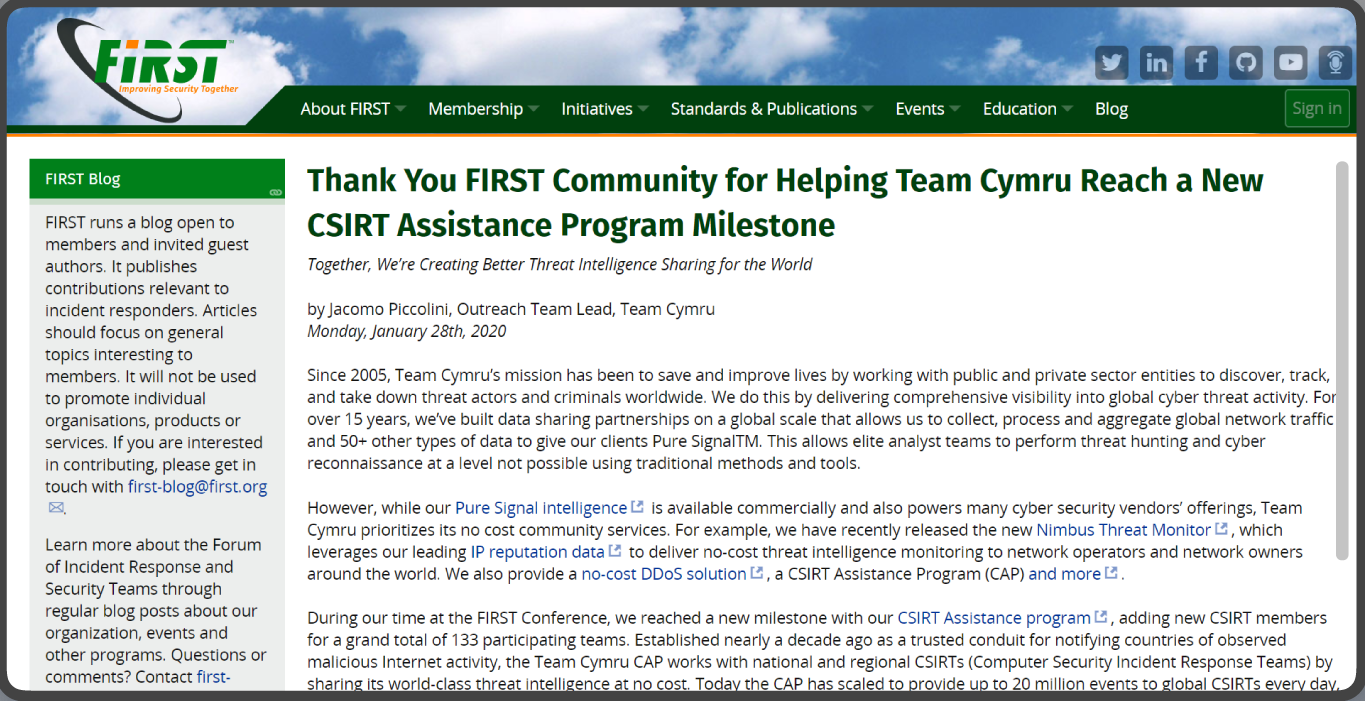 FiRST
Improving Security Together
About FIRST
Membership
Initiatives
Standards & Publications
Events
Education
Blog
Sign in
FIRST Blog
FIRST runs a blog open to
members and invited guest
authors. It publishes
contributions relevant to
incident responders. Articles
should focus on general
topics interesting to
members. It will not be used
to promote individual
organisations, products or
services. If you are interested
in contributing, please get in
touch with first-blog@first.org
.
Learn more about the Forum
of Incident Response and
Security Teams through
regular blog posts about our
organization, events and
other programs. Questions or
comments? Contact first-
Thank You FIRST Community for Helping Team Cymru Reach a New
CSIRT Assistance Program Milestone
Together, We're Creating Better Threat Intelligence Sharing for the World
by Jacomo Piccolini, Outreach Team Lead, Team Cymru
Monday, January 28th, 2020
Since 2005, Team Cymru's mission has been to save and improve lives by working with public and private sector entities to discover, track,
and take down threat actors and criminals worldwide. We do this by delivering comprehensive visibility into global cyber threat activity. For
over 15 years, we've built data sharing partnerships on a global scale that allows us to collect, process and aggregate global network traffic
and 50+ other types of data to give our clients Pure SignalTM. This allows elite analyst teams to perform threat hunting and cyber
reconnaissance at a level not possible using traditional methods and tools.
However, while our Pure Signal intelligence is available commercially and also powers many cyber security vendors' offerings, Team
Cymru prioritizes its no cost community services. For example, we have recently released the new Nimbus Threat Monitor, which
leverages our leading IP reputation data to deliver no-cost threat intelligence monitoring to network operators and network owners
around the world. We also provide a no-cost DDoS solution, a CSIRT Assistance Program (CAP) and more.
During our time at the FIRST Conference, we reached a new milestone with our CSIRT Assistance program, adding new CSIRT members
for a grand total of 133 participating teams. Established nearly a decade ago as a trusted conduit for notifying countries of observed
malicious Internet activity, the Team Cymru CAP works with national and regional CSIRTs (Computer Security Incident Response Teams) by
sharing its world-class threat intelligence at no cost. Today the CAP has scaled to provide up to 20 million events to global CSIRTs every day,